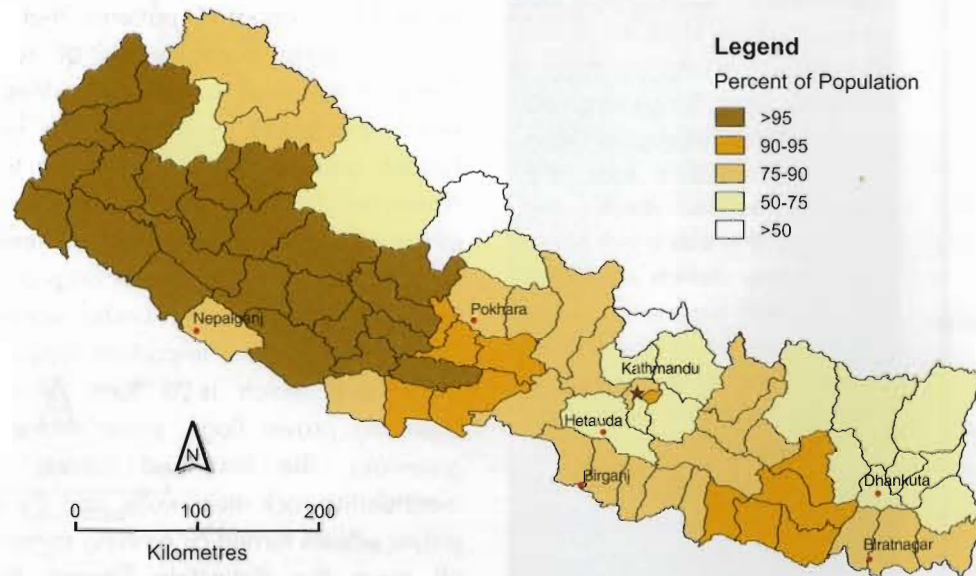 Legend
Percent of Population
>95
90-95
75-90
50-75
>50
Pokhara
Nepalganj
Kathmandu
Hetauda
Birganj
Dhankuta
Biratnagar
N
0 100 200
Kilometres